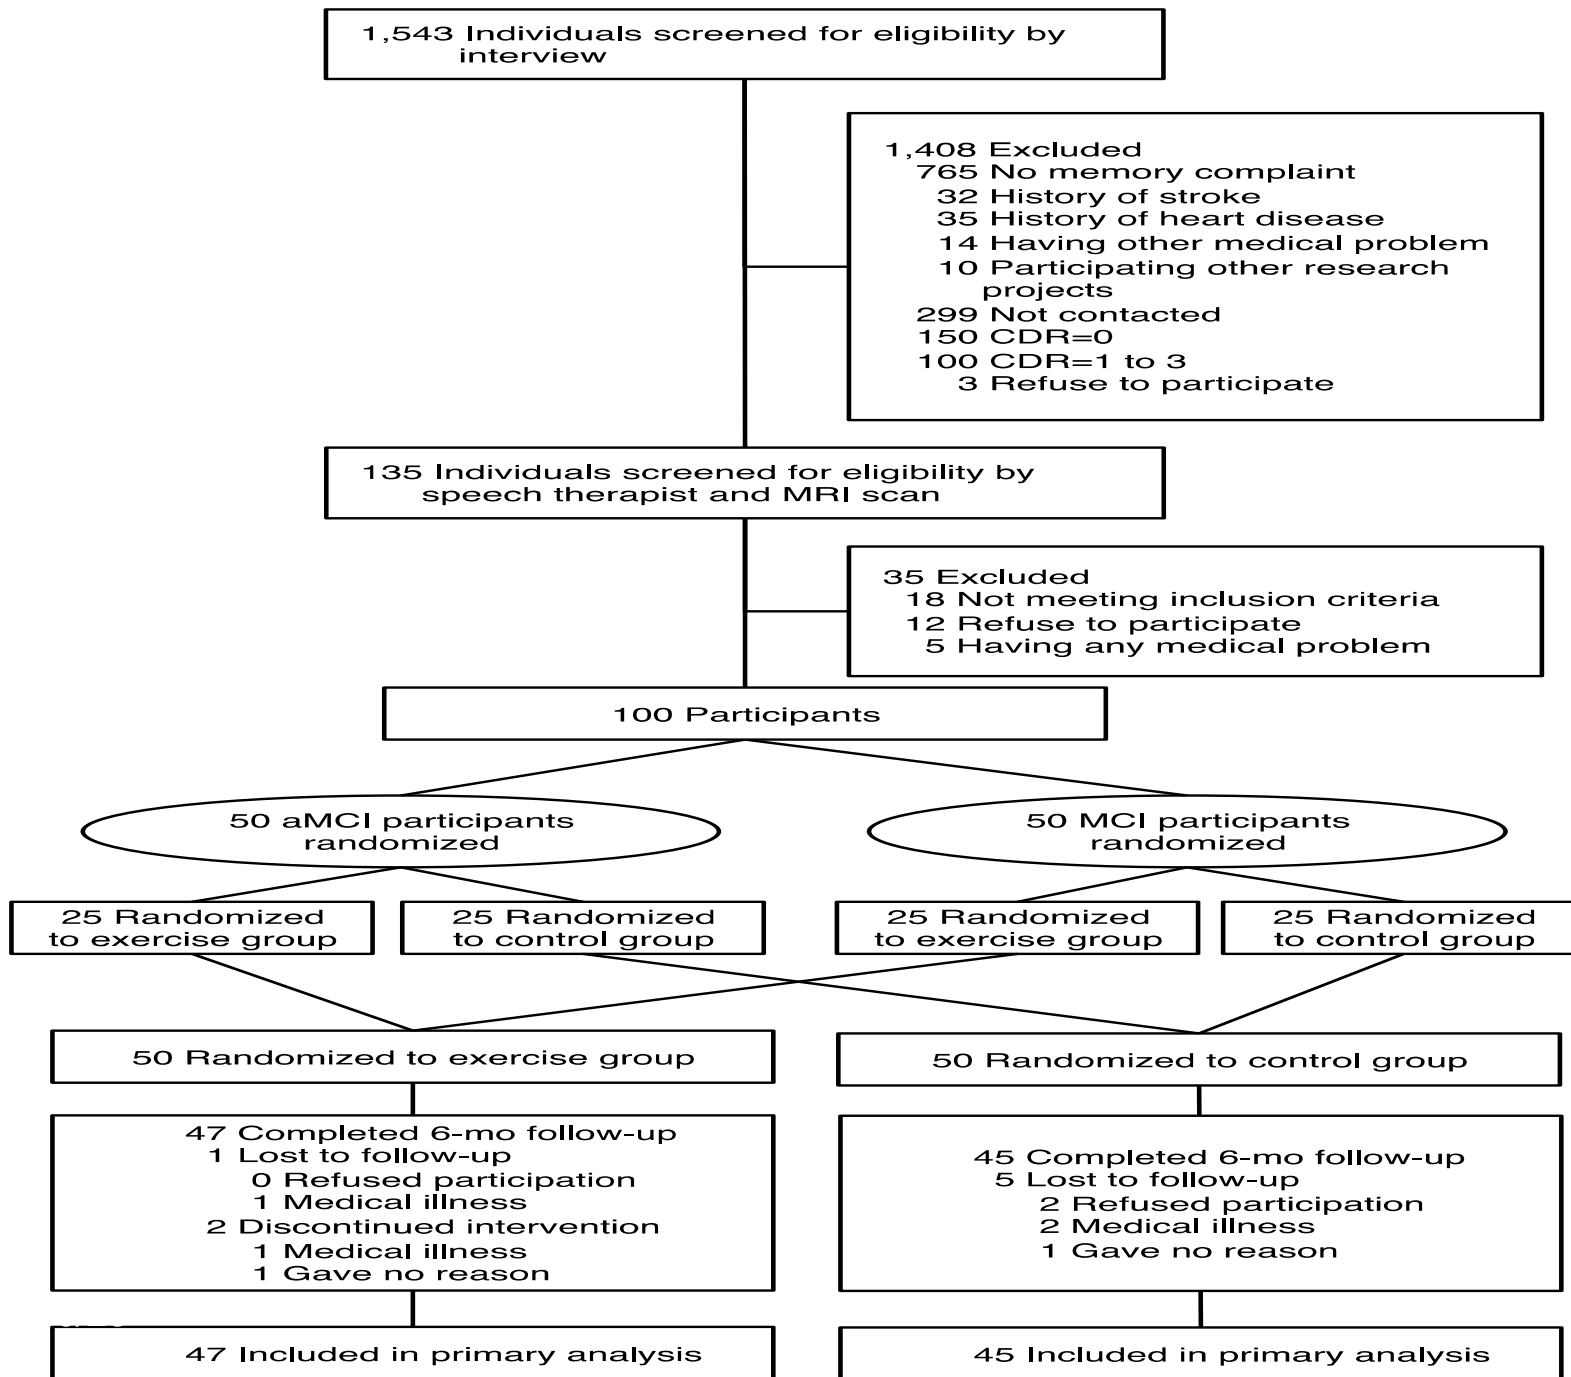 1,543 Individuals screened for eligibility by
interview
1,408 Excluded
765 No memory complaint
32 History of stroke
35 History of heart disease
14 Having other medical problem
10 Participating other research
projects
299 Not contacted
150 CDR=0
100 CDR=1 to 3
3 Refuse to participate
135 Individuals screened for eligibility by
speech therapist and MRI scan
35 Excluded
18 Not meeting inclusion criteria
12 Refuse to participate
5 Having any medical problem
100 Participants
50 aMCI participants
randomized
50 MCI participants
randomized
25 Randomized
to exercise group
25 Randomized
to control group
25 Randomized
to exercise group
25 Randomized
to control group
50 Randomized to exercise group
50 Randomized to control group
47 Completed 6-mo follow-up
1 Lost to follow-up
0 Refused participation
1 Medical illness
2 Discontinued intervention
1 Medical illness
1 Gave no reason
45 Completed 6-mo follow-up
5 Lost to follow-up
2 Refused participation
2 Medical illness
1 Gave no reason
47 Included in primary analysis
45 Included in primary analysis